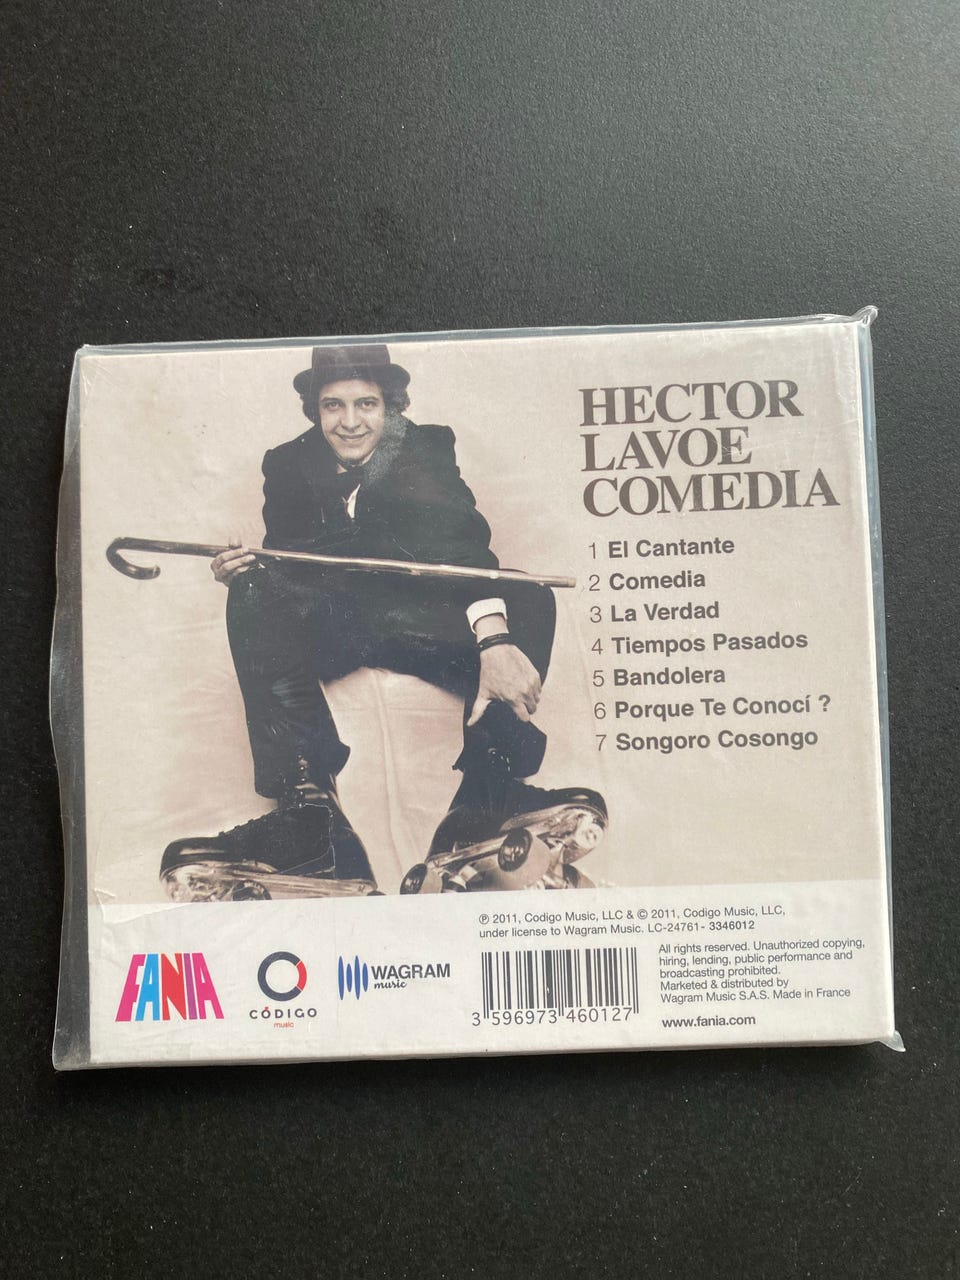 HECTOR
LAVOE
COMEDIA
1 El Cantante
2 Comedia
3 La Verdad
4 Tiempos Pasados
5 Bandolera
6 Porque Te Conocí ?
7 Songoro Cosongo
℗ 2011, Codigo Music, LLC & © 2011, Codigo Music, LLC,
under license to Wagram Music. LC-24761- 3346012
FANIA
CÓDIGO
music
WAGRAM
music
3 596973 460127
All rights reserved. Unauthorized copying,
hiring, lending, public performance and
broadcasting prohibited.
Marketed & distributed by
Wagram Music S.A.S. Made in France
www.fania.com